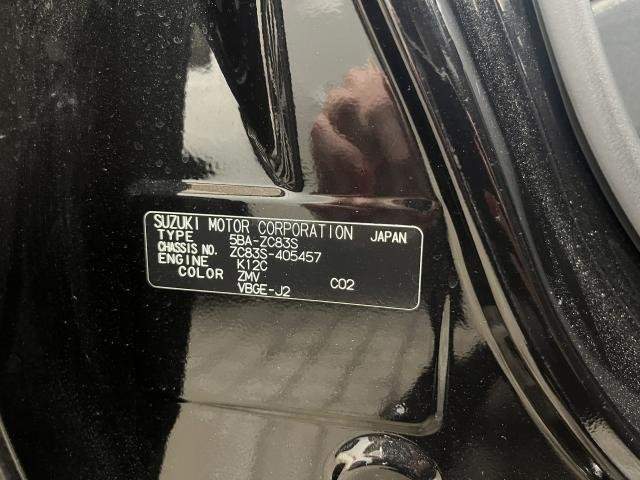 SUZUKI MOTOR CORPORATION JAPAN
TYPE 5BA-ZC83S
CHASSIS NO. ZC83S-405457
ENGINE K12C
COLOR ZMV C02
VBGE-J2